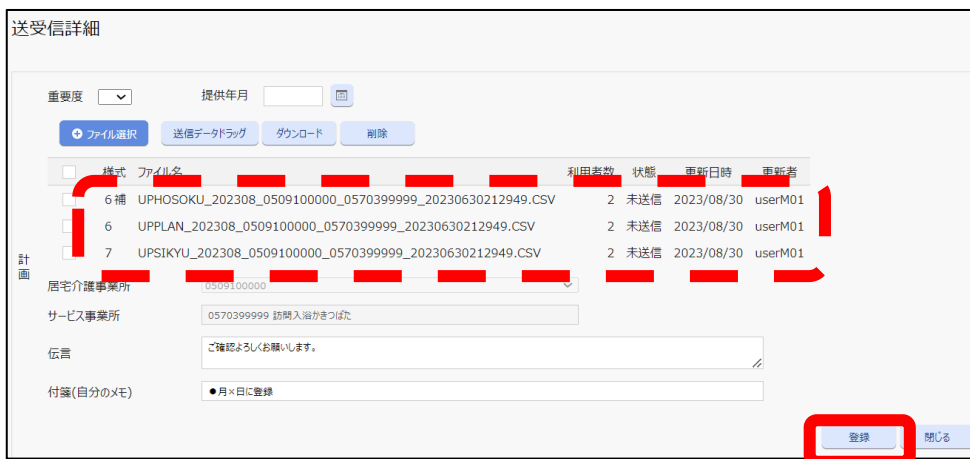 送受信詳細
重要度 提供年月
ファイル選択 送信データドラッグ ダウンロード 削除
様式 ファイル名 利用者数 状態 更新日時 更新者
6補 UPHOSOKU_202308_0509100000_0570399999_20230630212949.CSV 2 未送信 2023/08/30 userM01
6 UPPLAN_202308_0509100000_0570399999_20230630212949.CSV 2 未送信 2023/08/30 userM01
7 UPSIKYU_202308_0509100000_0570399999_20230630212949.CSV 2 未送信 2023/08/30 userM01
計画
居宅介護事業所 0509100000
サービス事業所 0570399999 訪問入浴かきつばた
伝言 ご確認よろしくお願いします。
付箋(自分のメモ) ●月×日に登録
登録 閉じる